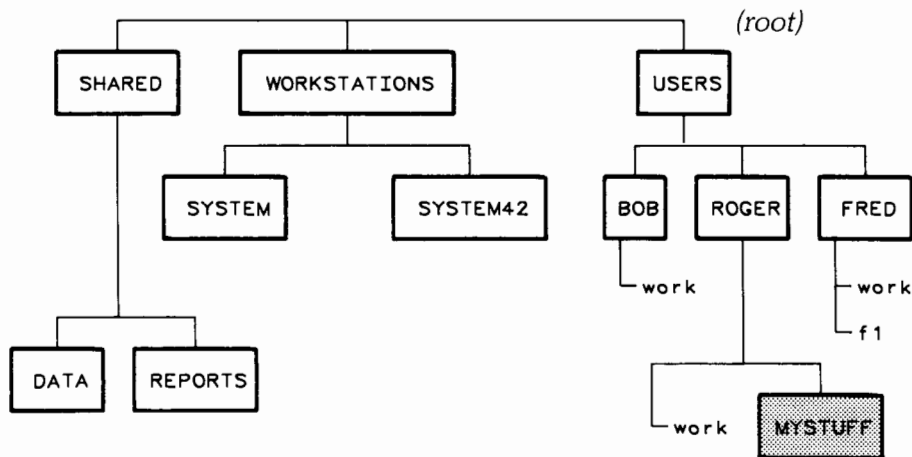 (root)
SHARED WORKSTATIONS USERS
SYSTEM SYSTEM42 BOB ROGER FRED
work work
f1
DATA REPORTS
work MYSTUFF